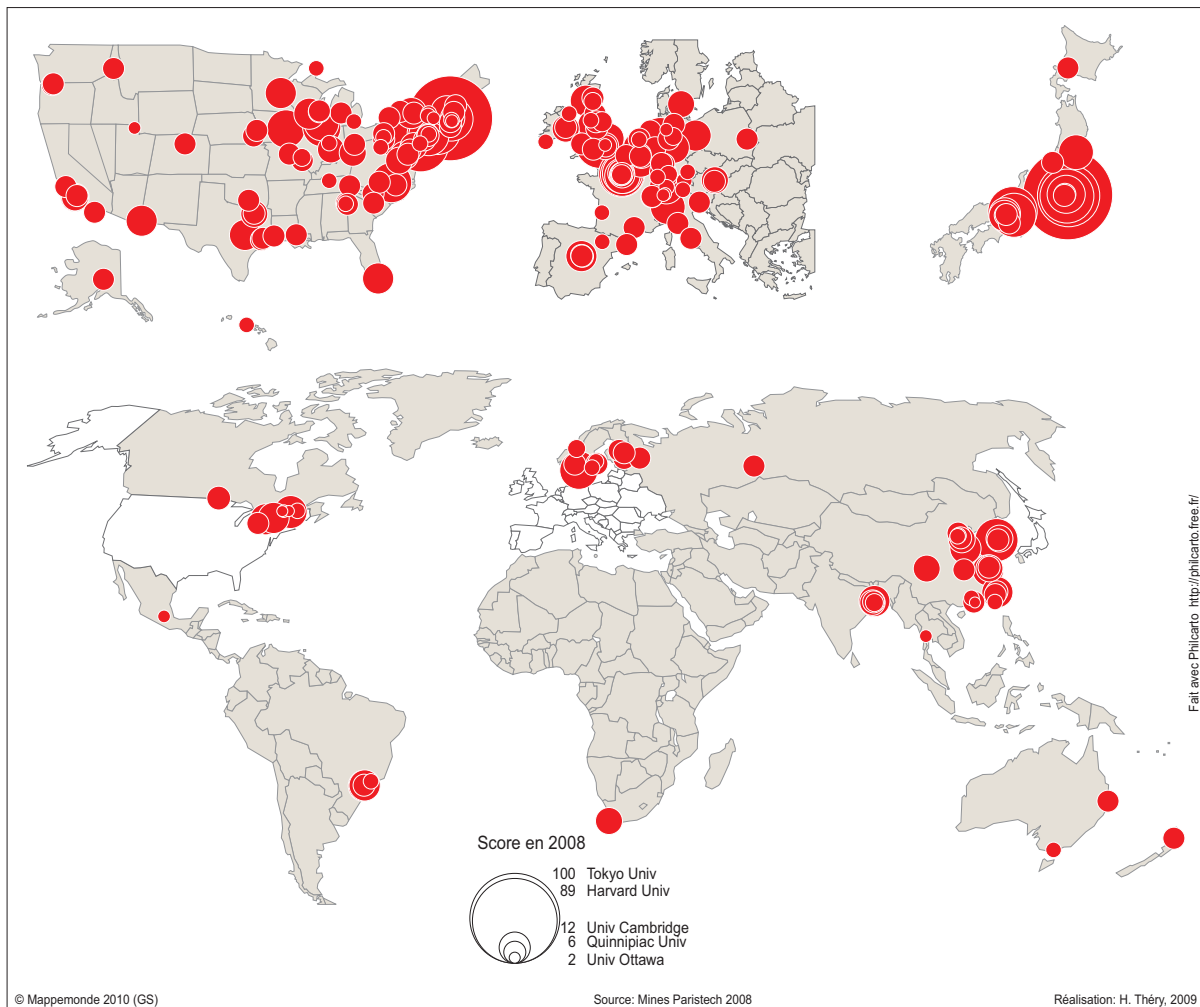 Score en 2008
100 Tokyo Univ
89 Harvard Univ
12 Univ Cambridge
6 Quinnipiac Univ
2 Univ Ottawa
Fait avec Philcarto http://philcarto.free.fr/
© Mappemonde 2010 (GS)
Source: Mines Paristech 2008
Réalisation: H. Théry, 2009